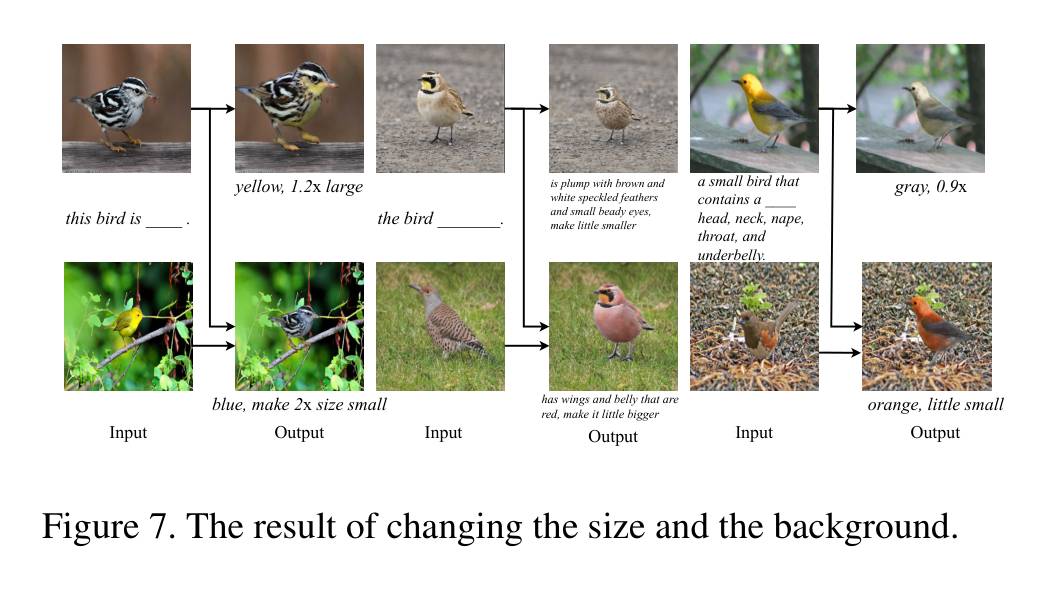 yellow, 1.2x large
this bird is ____ .
the bird _______.
is plump with brown and
white speckled feathers
and small beady eyes,
make little smaller
a small bird that
contains a ____
head, neck, nape,
throat, and
underbelly.
gray, 0.9x
blue, make 2x size small
has wings and belly that are
red, make it little bigger
orange, little small
Input
Output
Input
Output
Input
Output
Figure 7. The result of changing the size and the background.